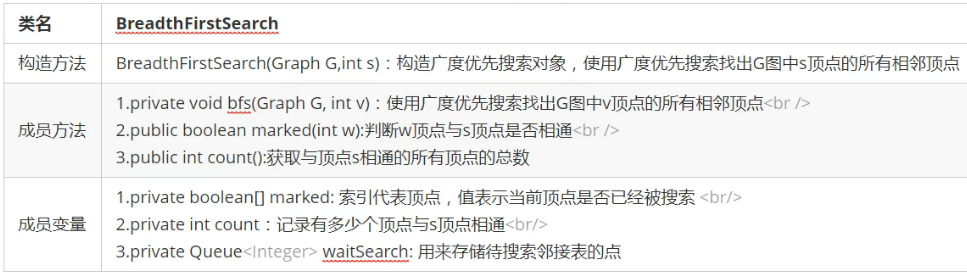 类名 BreadthFirstSearch
构造方法 BreadthFirstSearch(Graph G,int s)：构造广度优先搜索对象，使用广度优先搜索找出G图中s顶点的所有相邻顶点
1.private void bfs(Graph G, int v)：使用广度优先搜索找出G图中v顶点的所有相邻顶点<br />
成员方法 2.public boolean marked(int w):判断w顶点与s顶点是否相通<br />
3.public int count():获取与顶点s相通的所有顶点的总数
1.private boolean[] marked: 索引代表顶点，值表示当前顶点是否已经被搜索 <br/>
成员变量 2.private int count：记录有多少个顶点与s顶点相通<br/>
3.private Queue<Integer> waitSearch: 用来存储待搜索邻接表的点